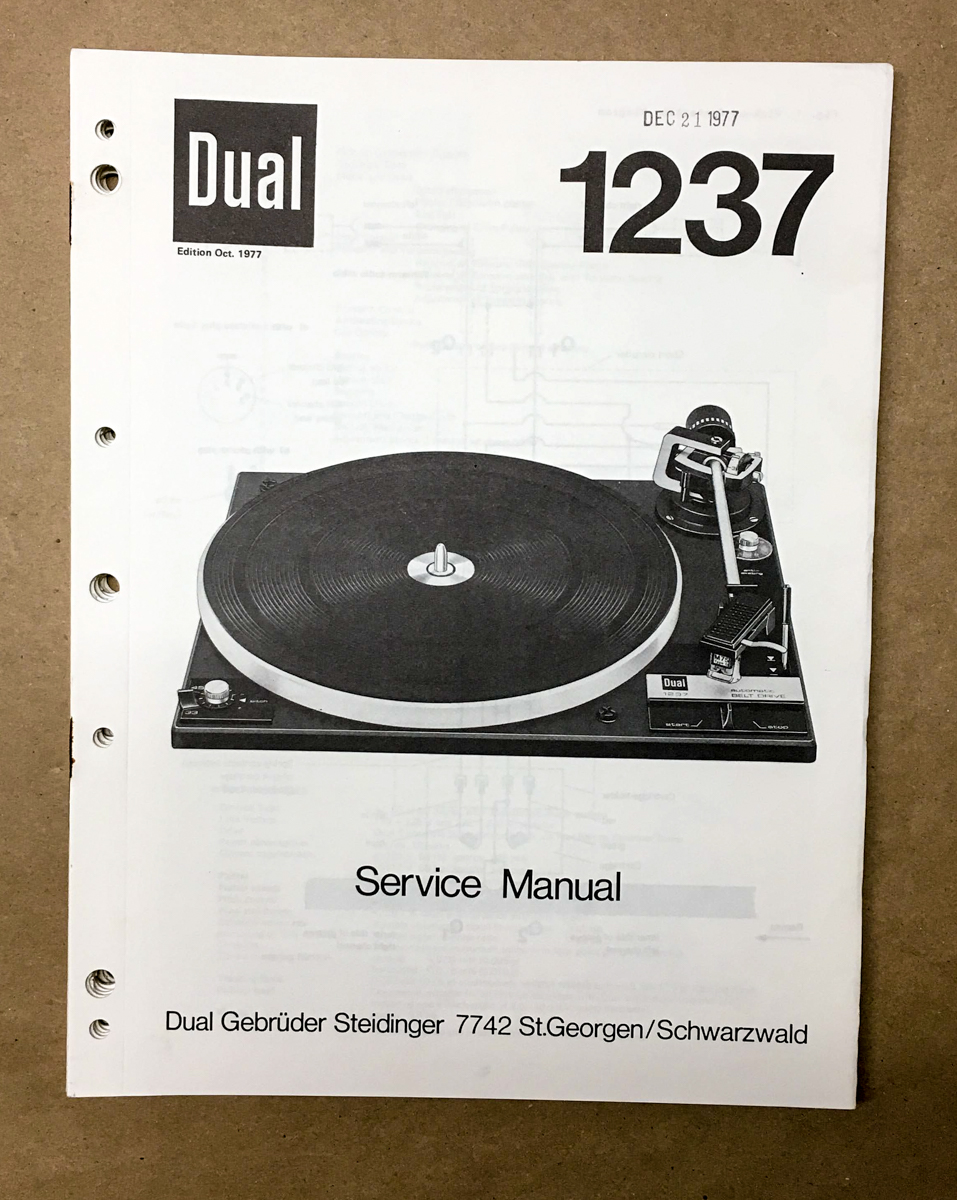 DEC 21 1977
Dual
1237
Edition Oct. 1977
33
Dual
1237
Automatic
BELT DRIVE
start
stop
Service Manual
Dual Gebrüder Steidinger 7742 St.Georgen/Schwarzwald